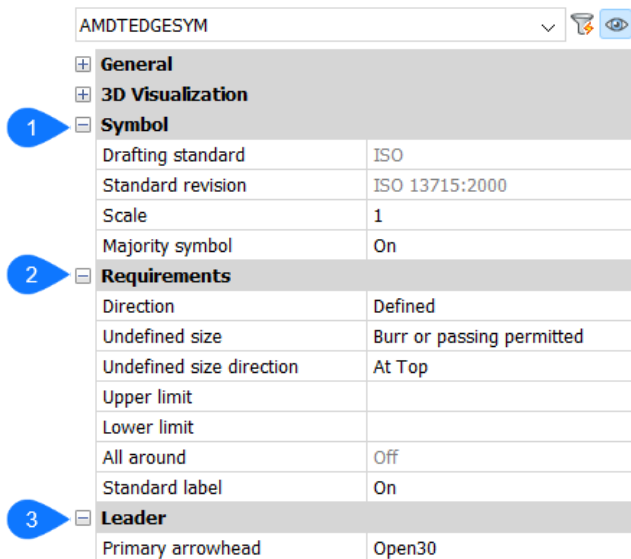 AMDTEDGESYM
General
3D Visualization
1 Symbol
Drafting standard ISO
Standard revision ISO 13715:2000
Scale 1
Majority symbol On
2 Requirements
Direction Defined
Undefined size Burr or passing permitted
Undefined size direction At Top
Upper limit
Lower limit
All around Off
Standard label On
3 Leader
Primary arrowhead Open30